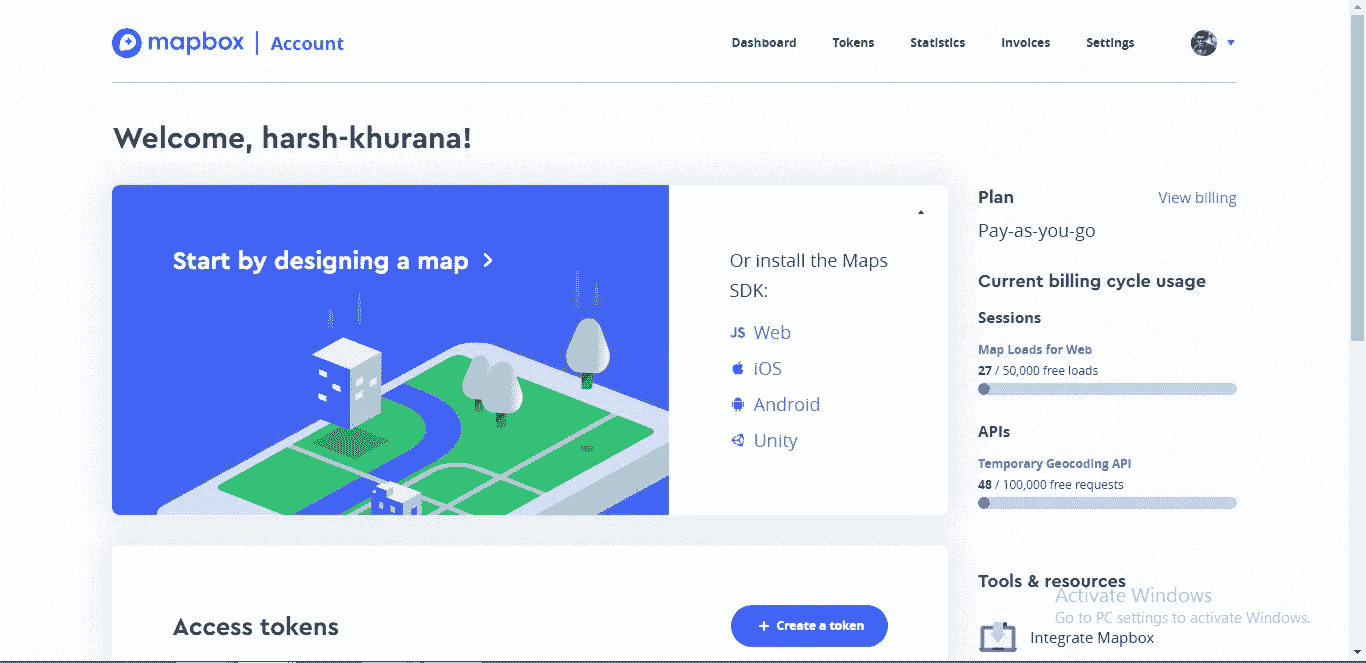 mapbox | Account
Dashboard
Tokens
Statistics
Invoices
Settings
Welcome, harsh-khurana!
Start by designing a map
Or install the Maps
SDK:
JS Web
iOS
Android
Unity
Plan
View billing
Pay-as-you-go
Current billing cycle usage
Sessions
Map Loads for Web
27 / 50,000 free loads
APIs
Temporary Geocoding API
48 / 100,000 free requests
Access tokens
+ Create a token
Tools & resources
Activate Windows
Go to PC settings to activate Windows.
Integrate Mapbox